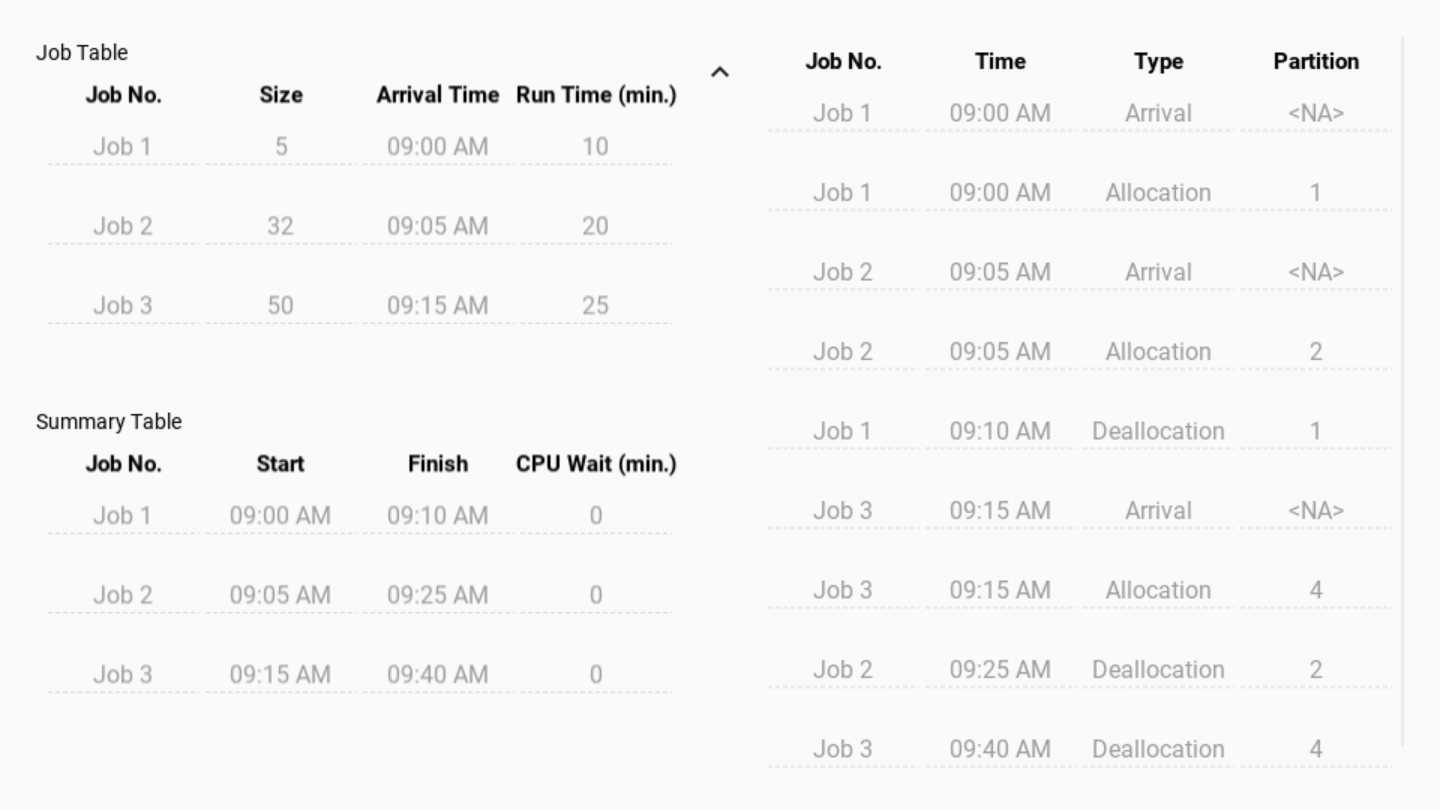 Job Table
Job No. Size Arrival Time Run Time (min.)
Job 1 5 09:00 AM 10
Job 2 32 09:05 AM 20
Job 3 50 09:15 AM 25
Summary Table
Job No. Start Finish CPU Wait (min.)
Job 1 09:00 AM 09:10 AM 0
Job 2 09:05 AM 09:25 AM 0
Job 3 09:15 AM 09:40 AM 0
Job No. Time Type Partition
Job 1 09:00 AM Arrival <NA>
Job 1 09:00 AM Allocation 1
Job 2 09:05 AM Arrival <NA>
Job 2 09:05 AM Allocation 2
Job 1 09:10 AM Deallocation 1
Job 3 09:15 AM Arrival <NA>
Job 3 09:15 AM Allocation 4
Job 2 09:25 AM Deallocation 2
Job 3 09:40 AM Deallocation 4